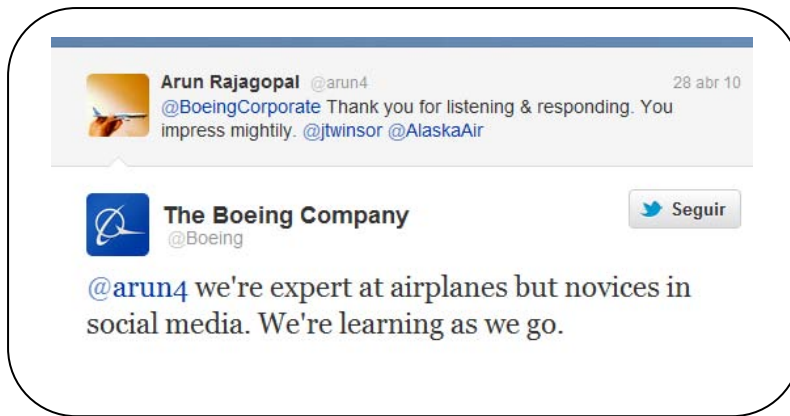 Arun Rajagopal @arun4 28 abr 10
@BoeingCorporate Thank you for listening & responding. You
impress mightily. @jtwinsor @AlaskaAir
The Boeing Company
@Boeing
Seguir
@arun4 we're expert at airplanes but novices in
social media. We're learning as we go.